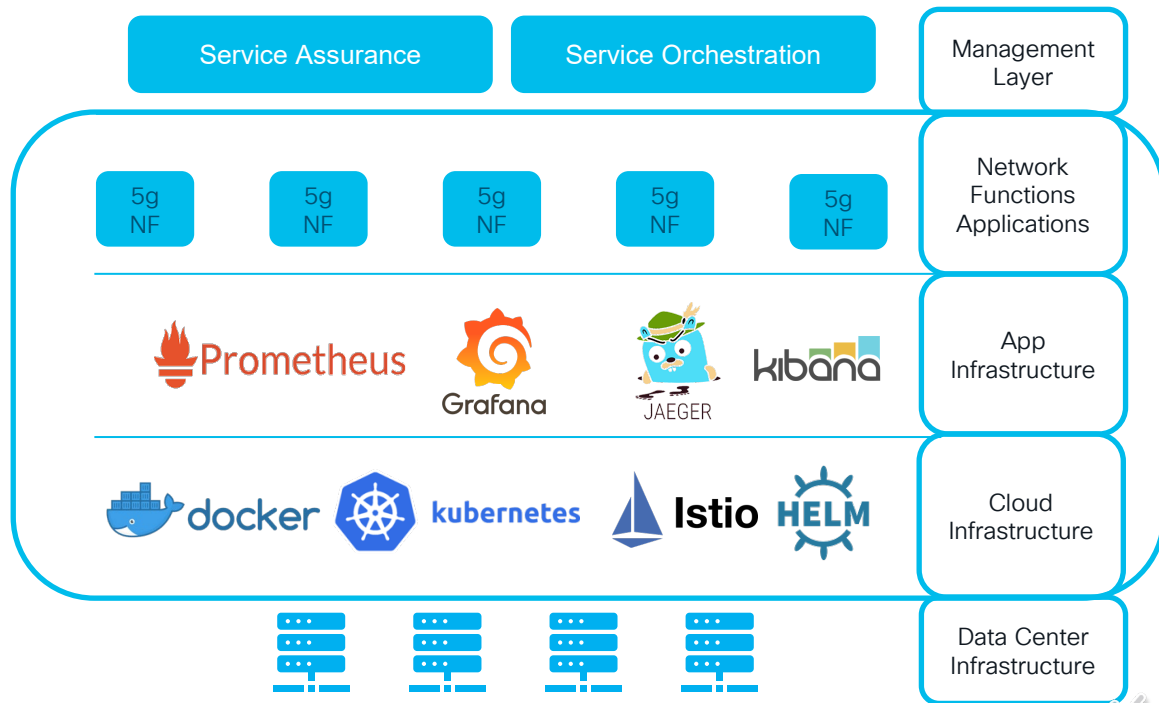 Service Assurance
Service Orchestration
Management
Layer
5g
NF
5g
NF
5g
NF
5g
NF
5g
NF
Network
Functions
Applications
Prometheus
Grafana
JAEGER
kibana
App
Infrastructure
docker
kubernetes
Istio
HELM
Cloud
Infrastructure
Data Center
Infrastructure